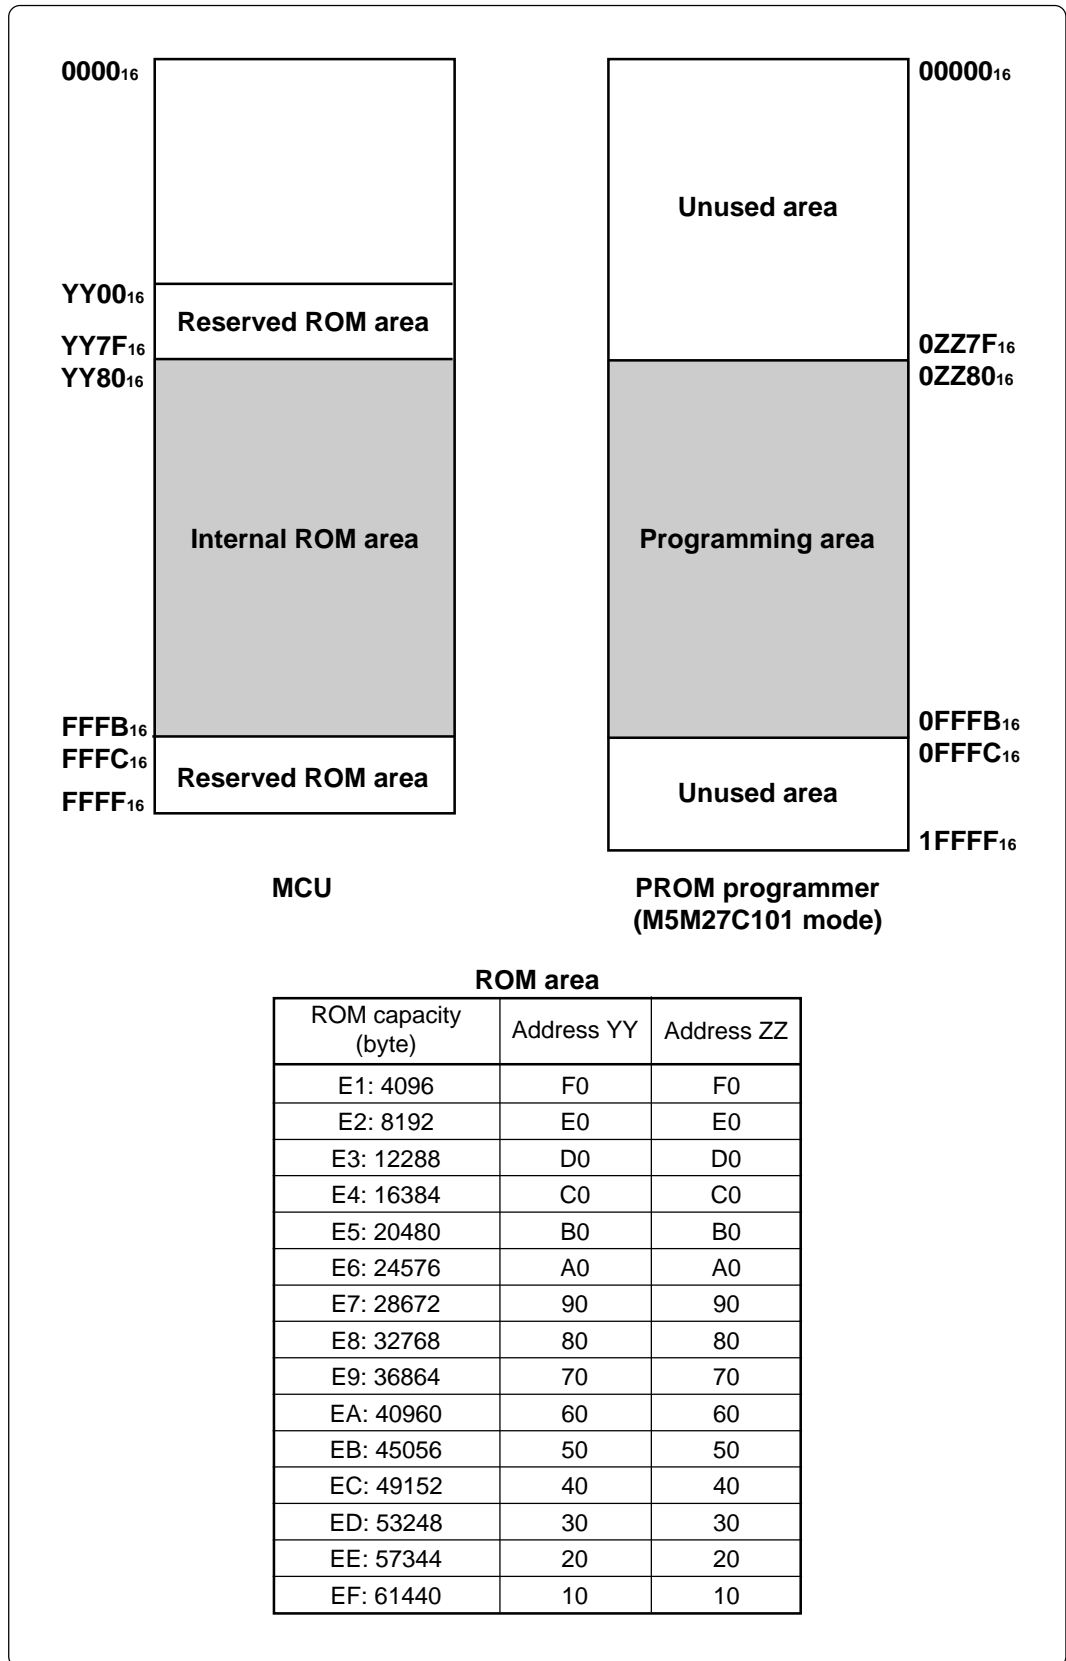 0000₁₆
YY00₁₆
Reserved ROM area
YY7F₁₆
YY80₁₆
Internal ROM area
FFFB₁₆
FFFC₁₆
Reserved ROM area
FFFF₁₆
MCU
00000₁₆
Unused area
0ZZ7F₁₆
0ZZ80₁₆
Programming area
0FFFB₁₆
0FFFC₁₆
Unused area
1FFFF₁₆
PROM programmer
(M5M27C101 mode)
ROM area
ROM capacity
(byte)
Address YY
Address ZZ
E1: 4096 F0 F0
E2: 8192 E0 E0
E3: 12288 D0 D0
E4: 16384 C0 C0
E5: 20480 B0 B0
E6: 24576 A0 A0
E7: 28672 90 90
E8: 32768 80 80
E9: 36864 70 70
EA: 40960 60 60
EB: 45056 50 50
EC: 49152 40 40
ED: 53248 30 30
EE: 57344 20 20
EF: 61440 10 10